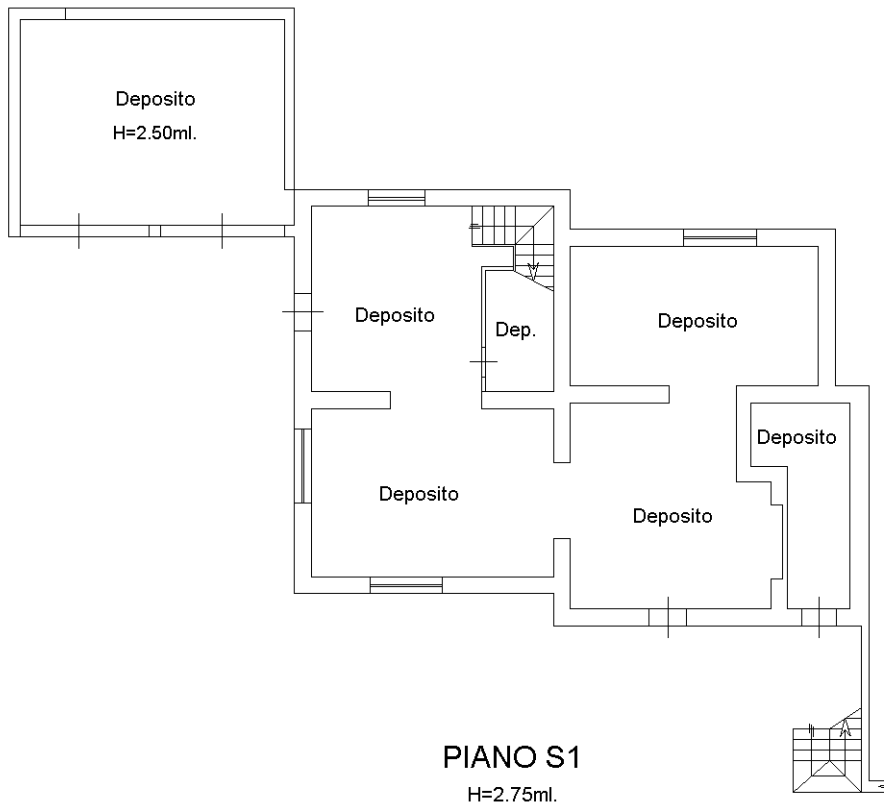 Deposito
H=2.50ml.
Deposito
Dep.
Deposito
Deposito
Deposito
Deposito
PIANO S1
H=2.75ml.